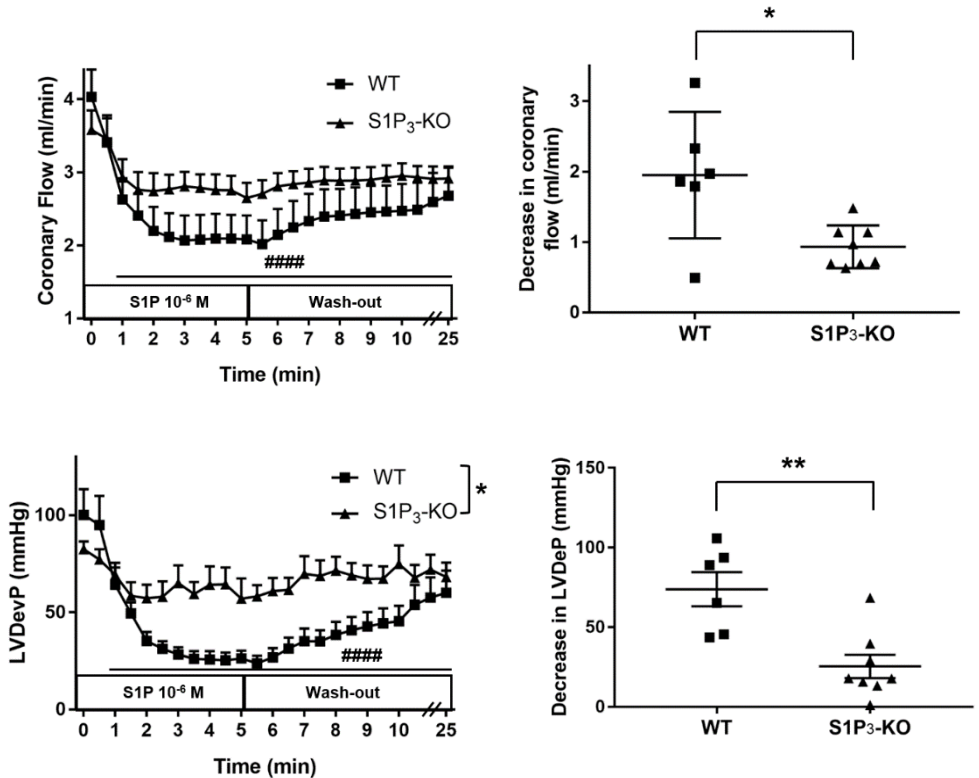 Coronary Flow (ml/min)
4
3
2
1
WT
S1P₃-KO
####
S1P 10⁻⁶ M
Wash-out
0 1 2 3 4 5 6 7 8 9 10 25
Time (min)
Decrease in coronary
flow (ml/min)
3
2
1
0
*
WT
S1P₃-KO
LVDevP (mmHg)
100
50
0
WT
S1P₃-KO
*
####
S1P 10⁻⁶ M
Wash-out
0 1 2 3 4 5 6 7 8 9 10 25
Time (min)
Decrease in LVDeP (mmHg)
150
100
50
0
**
WT
S1P₃-KO